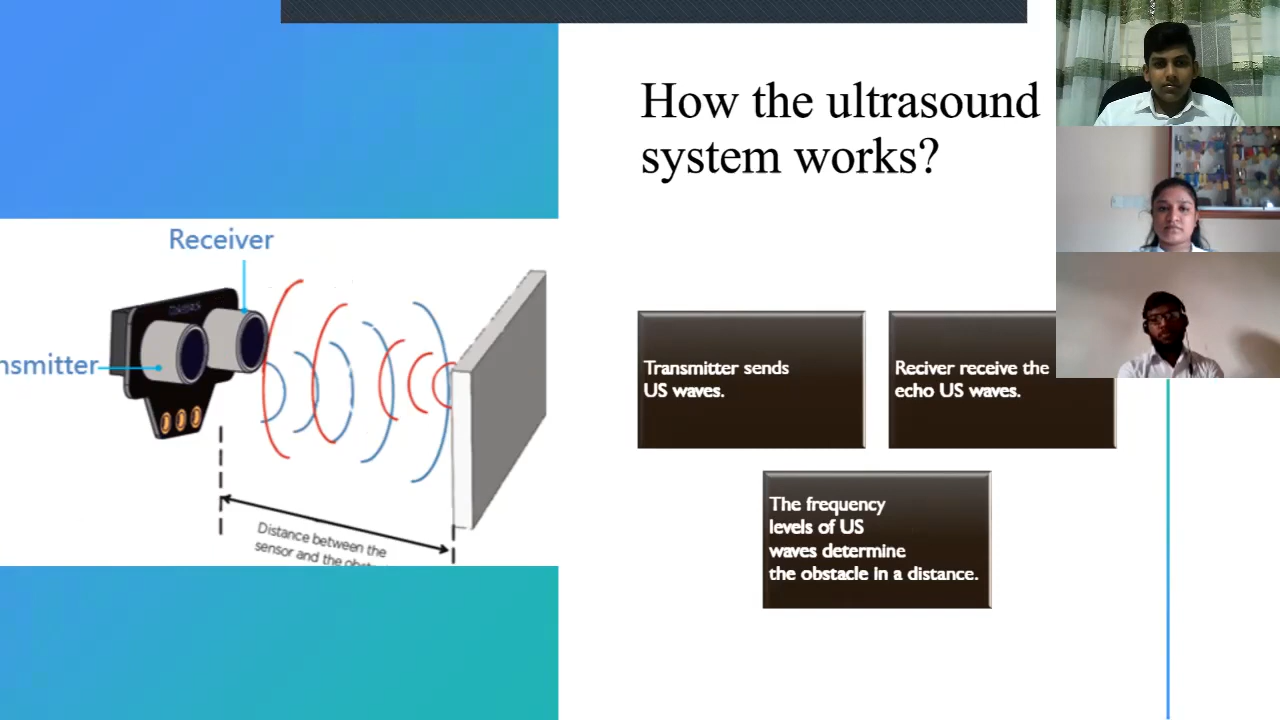 How the ultrasound
system works?
Receiver
nsmitter
Distance between the
sensor and the
Transmitter sends
US waves.
Reciver receive the
echo US waves.
The frequency
levels of US
waves determine
the obstacle in a distance.